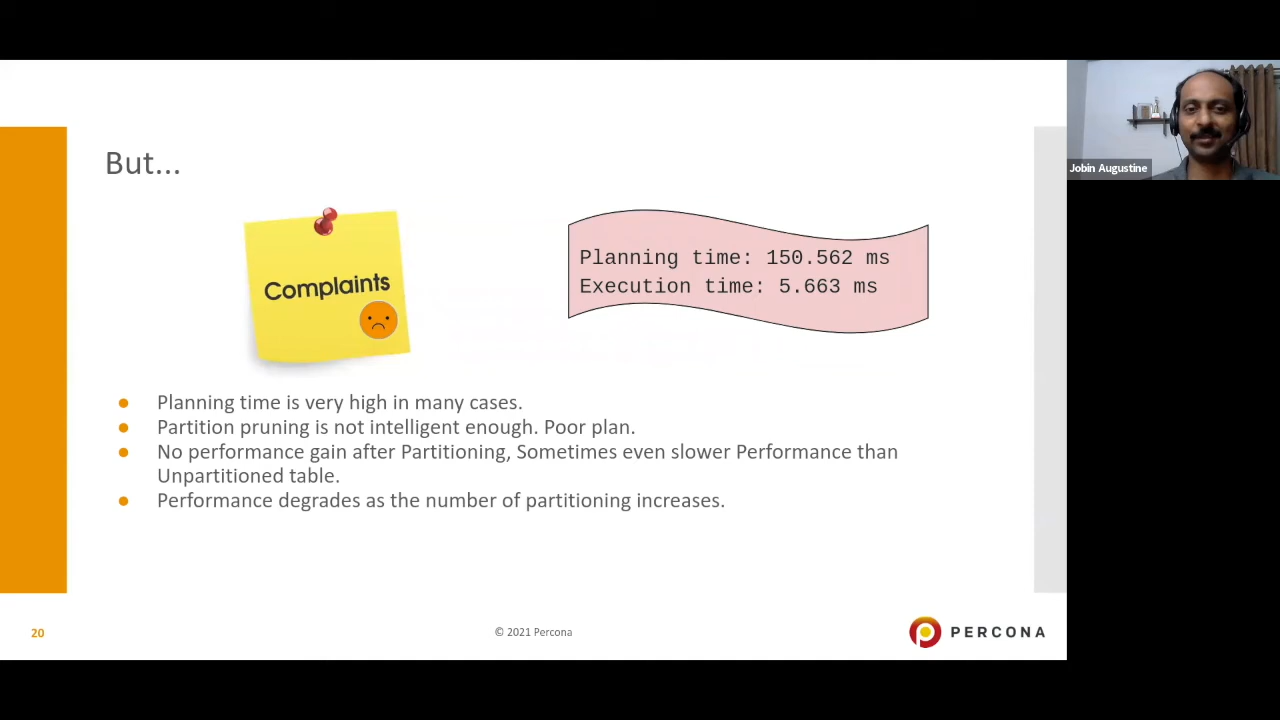 But...
Complaints
Planning time: 150.562 ms
Execution time: 5.663 ms
Planning time is very high in many cases.
Partition pruning is not intelligent enough. Poor plan.
No performance gain after Partitioning, Sometimes even slower Performance than
Unpartitioned table.
Performance degrades as the number of partitioning increases.
20
© 2021 Percona
PERCONA
Jobin Augustine